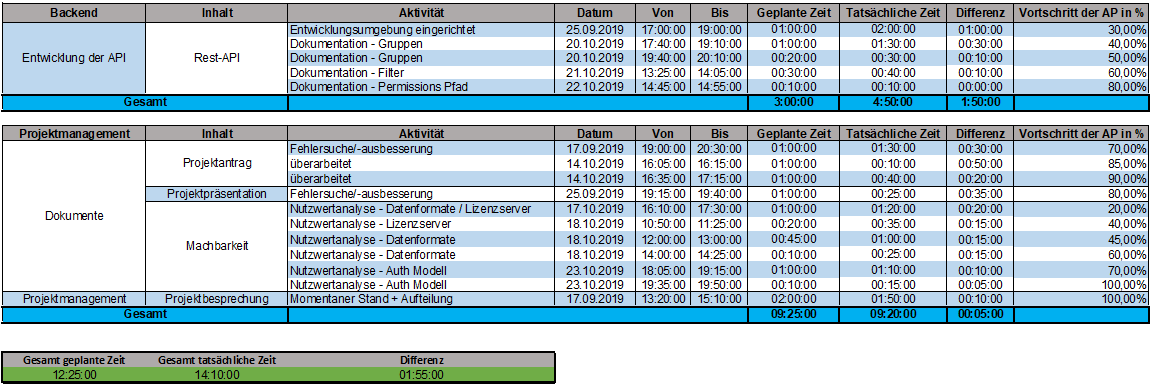 Backend Inhalt Aktivität Datum Von Bis Geplante Zeit Tatsächliche Zeit Differenz Vortschritt der AP in %
Entwicklung der API Rest-API Entwicklungsumgebung eingerichtet 25.09.2019 17:00:00 19:00:00 01:00:00 02:00:00 01:00:00 30,00%
Dokumentation - Gruppen 20.10.2019 17:40:00 19:10:00 01:00:00 01:30:00 00:30:00 40,00%
Dokumentation - Gruppen 20.10.2019 19:40:00 20:10:00 00:20:00 00:30:00 00:10:00 50,00%
Dokumentation - Filter 21.10.2019 13:25:00 14:05:00 00:30:00 00:40:00 00:10:00 60,00%
Dokumentation - Permissions Pfad 22.10.2019 14:45:00 14:55:00 00:10:00 00:10:00 00:00:00 80,00%
Gesamt 3:00:00 4:50:00 1:50:00
Projektmanagement Inhalt Aktivität Datum Von Bis Geplante Zeit Tatsächliche Zeit Differenz Vortschritt der AP in %
Dokumente Projektantrag Fehlersuche/-ausbesserung 17.09.2019 19:00:00 20:30:00 01:00:00 01:30:00 00:30:00 70,00%
überarbeitet 14.10.2019 16:05:00 16:15:00 01:00:00 00:10:00 00:50:00 85,00%
überarbeitet 14.10.2019 16:35:00 17:15:00 01:00:00 00:40:00 00:20:00 90,00%
Projektpräsentation Fehlersuche/-ausbesserung 25.09.2019 19:15:00 19:40:00 01:00:00 00:25:00 00:35:00 80,00%
Machbarkeit Nutzwertanalyse - Datenformate / Lizenzserver 17.10.2019 16:10:00 17:30:00 01:00:00 01:20:00 00:20:00 20,00%
Nutzwertanalyse - Lizenzserver 18.10.2019 10:50:00 11:25:00 00:20:00 00:35:00 00:15:00 40,00%
Nutzwertanalyse - Datenformate 18.10.2019 12:00:00 13:00:00 00:45:00 01:00:00 00:15:00 45,00%
Nutzwertanalyse - Datenformate 18.10.2019 14:00:00 14:25:00 00:10:00 00:25:00 00:15:00 60,00%
Nutzwertanalyse - Auth Modell 23.10.2019 18:05:00 19:15:00 01:00:00 01:10:00 00:10:00 70,00%
Nutzwertanalyse - Auth Modell 23.10.2019 19:35:00 19:50:00 00:10:00 00:15:00 00:05:00 100,00%
Projektmanagement Projektbesprechung Momentaner Stand + Aufteilung 17.09.2019 13:20:00 15:10:00 02:00:00 01:50:00 00:10:00 100,00%
Gesamt 09:25:00 09:20:00 00:05:00
Gesamt geplante Zeit Gesamt tatsächliche Zeit Differenz
12:25:00 14:10:00 01:55:00